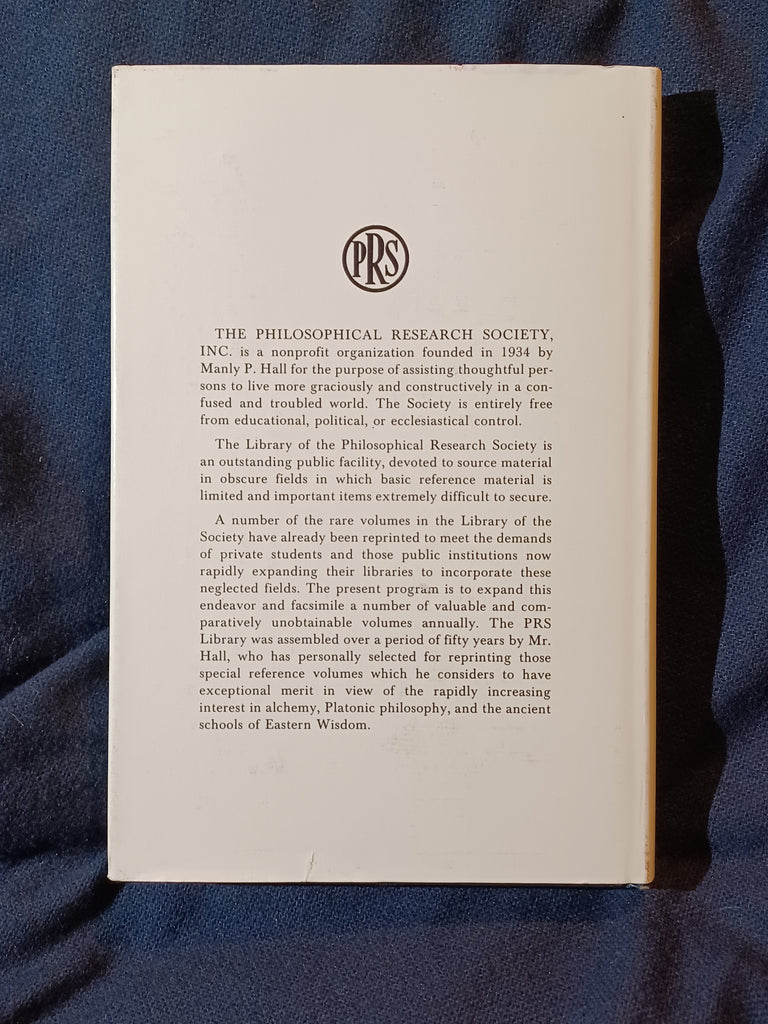 PRS
THE PHILOSOPHICAL RESEARCH SOCIETY,
INC. is a nonprofit organization founded in 1934 by
Manly P. Hall for the purpose of assisting thoughtful per-
sons to live more graciously and constructively in a con-
fused and troubled world. The Society is entirely free
from educational, political, or ecclesiastical control.
The Library of the Philosophical Research Society is
an outstanding public facility, devoted to source material
in obscure fields in which basic reference material is
limited and important items extremely difficult to secure.
A number of the rare volumes in the Library of the
Society have already been reprinted to meet the demands
of private students and those public institutions now
rapidly expanding their libraries to incorporate these
neglected fields. The present program is to expand this
endeavor and facsimile a number of valuable and com-
paratively unobtainable volumes annually. The PRS
Library was assembled over a period of fifty years by Mr.
Hall, who has personally selected for reprinting those
special reference volumes which he considers to have
exceptional merit in view of the rapidly increasing
interest in alchemy, Platonic philosophy, and the ancient
schools of Eastern Wisdom.